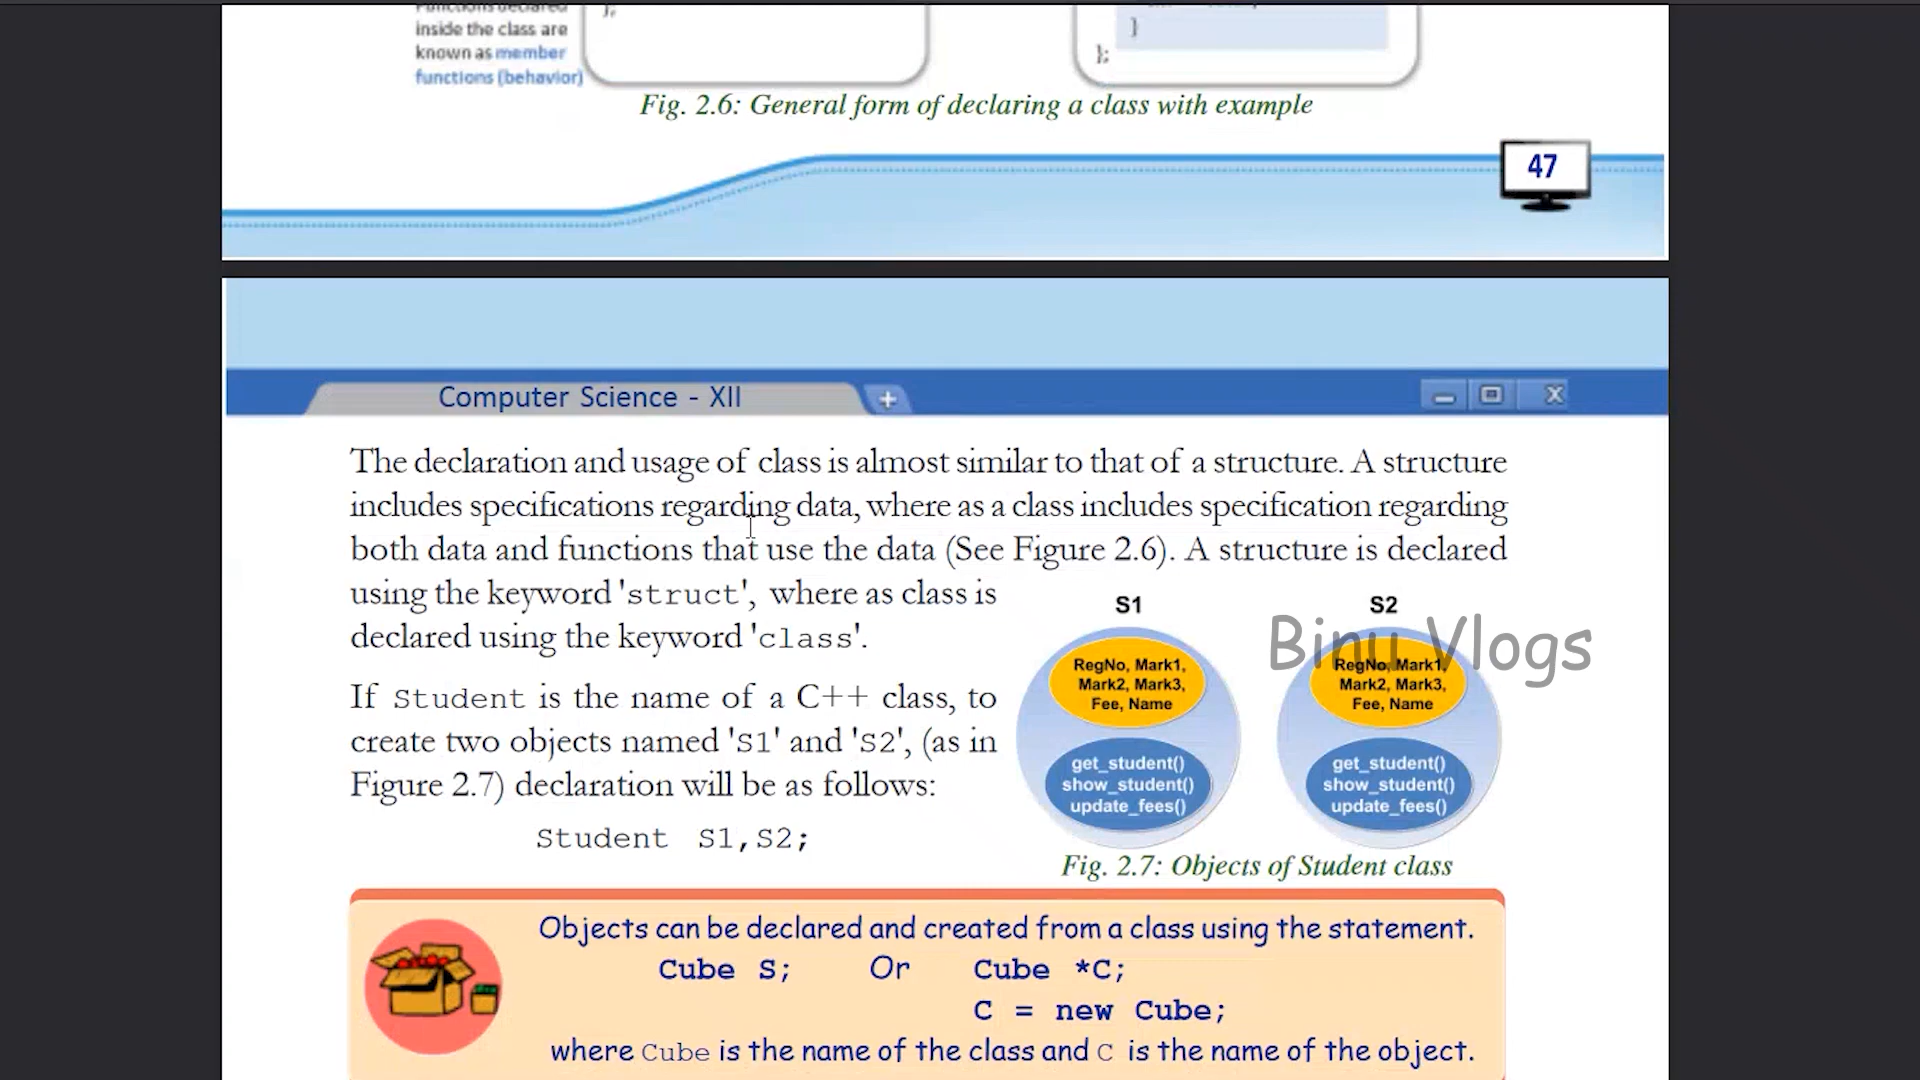 inside the class are
known as member
functions (behavior)
};
}
};
Fig. 2.6: General form of declaring a class with example
47
Computer Science - XII
+
X
The declaration and usage of class is almost similar to that of a structure. A structure
includes specifications regarding data, where as a class includes specification regarding
both data and functions that use the data (See Figure 2.6). A structure is declared
using the keyword 'struct', where as class is
declared using the keyword 'class'.
If Student is the name of a C++ class, to
create two objects named 'S1' and 'S2', (as in
Figure 2.7) declaration will be as follows:
Student S1,S2;
S1
RegNo, Mark1,
Mark2, Mark3,
Fee, Name
get_student()
show_student()
update_fees()
S2
Binu Vlogs
RegNo, Mark1,
Mark2, Mark3,
Fee, Name
get_student()
show_student()
update_fees()
Fig. 2.7: Objects of Student class
Objects can be declared and created from a class using the statement.
Cube S; Or Cube *C;
C = new Cube;
where Cube is the name of the class and C is the name of the object.